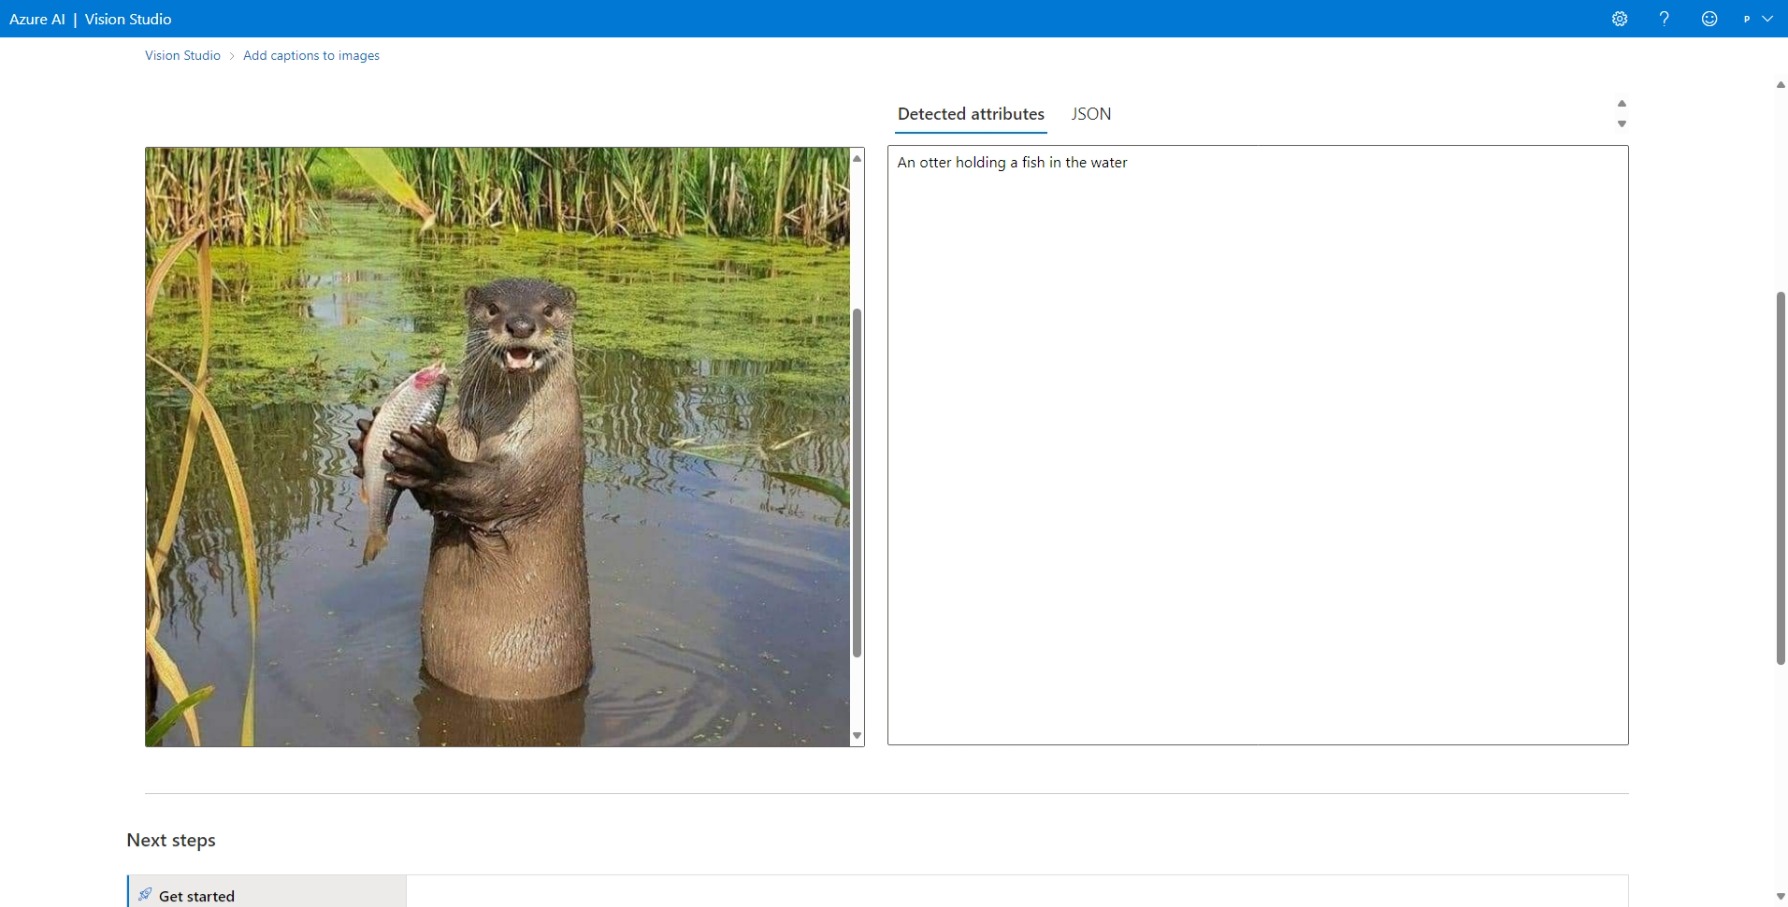 Azure AI | Vision Studio
P
Vision Studio > Add captions to images
Detected attributes JSON
An otter holding a fish in the water
Next steps
Get started